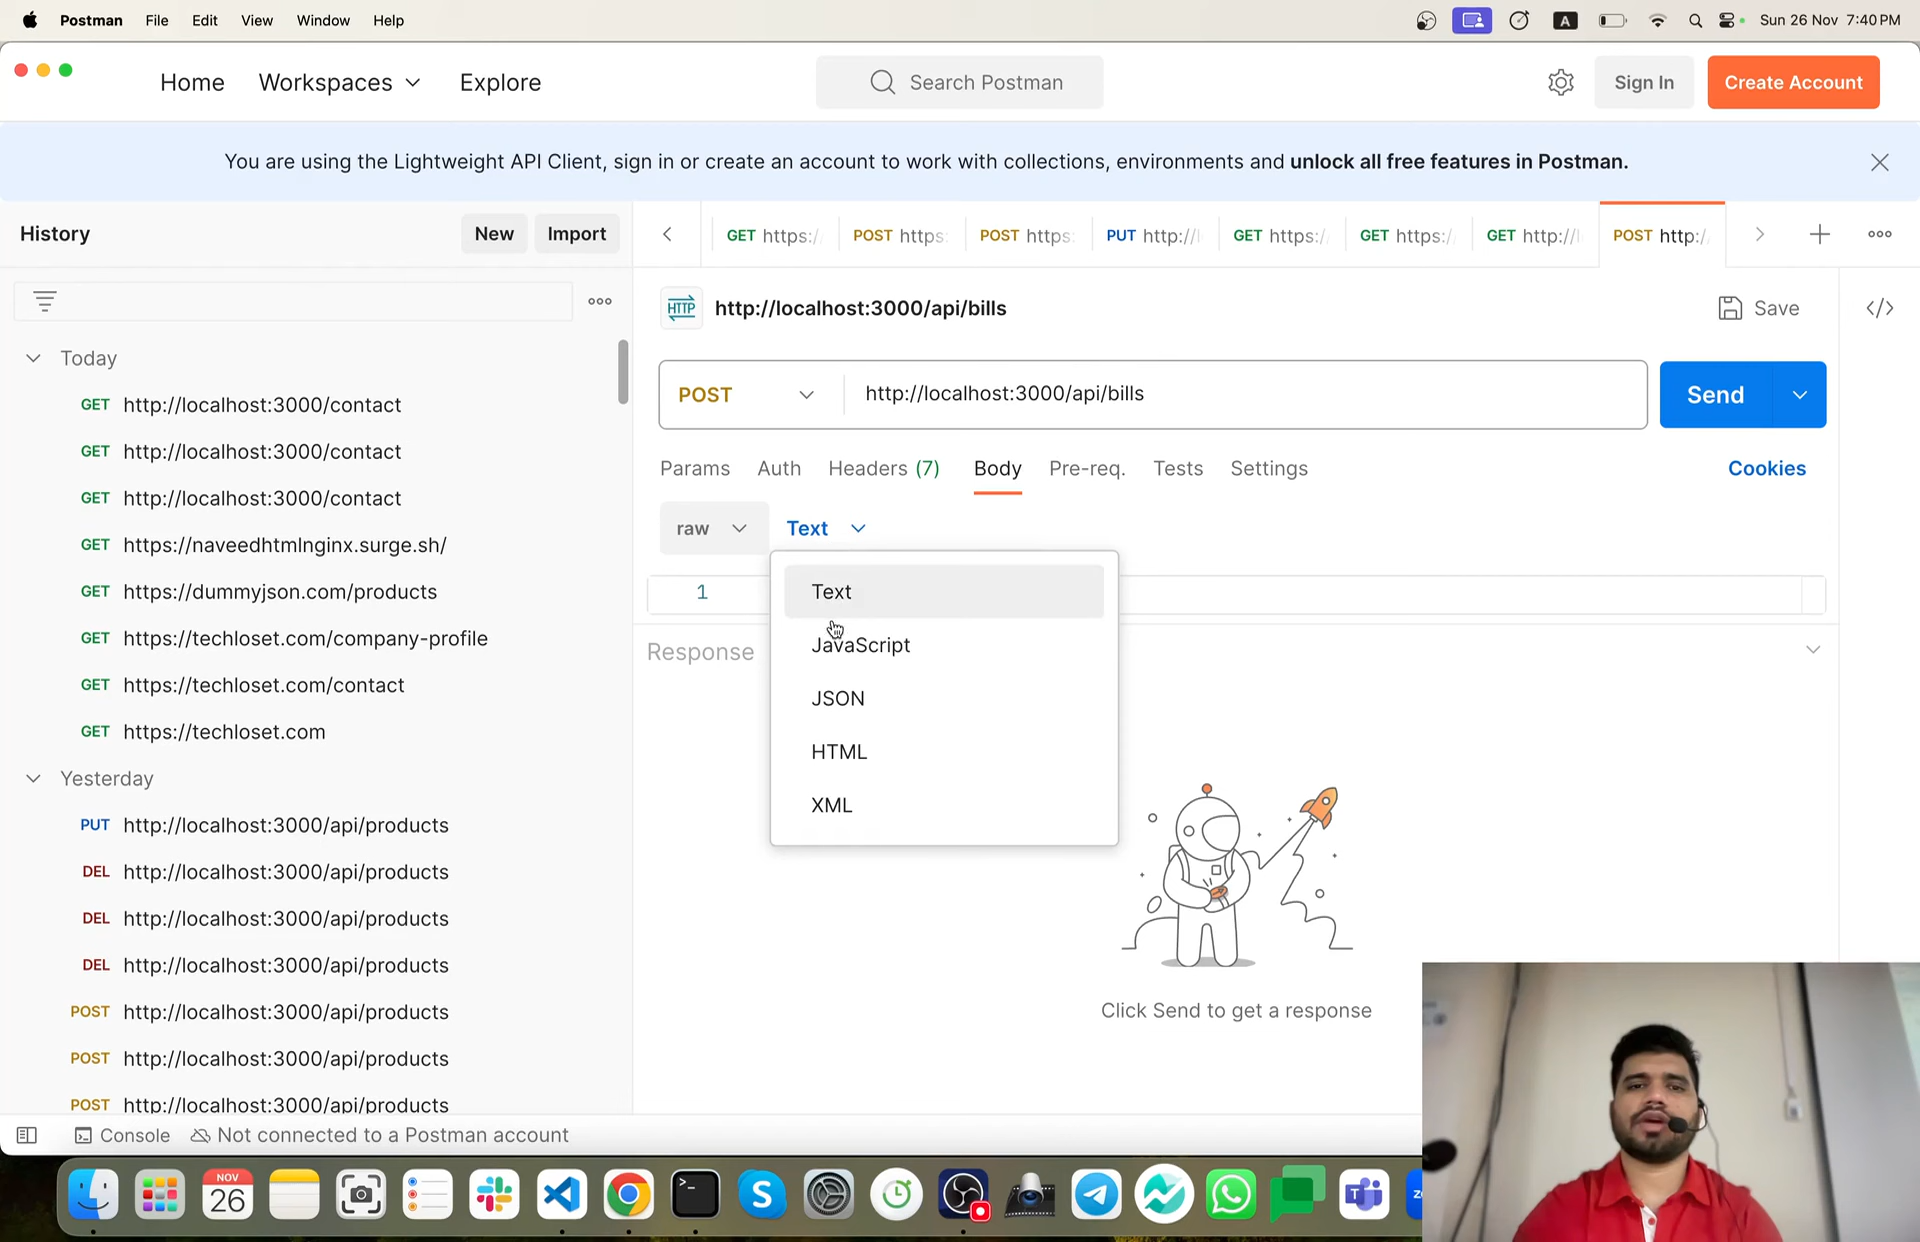 Postman File Edit View Window Help
A
Sun 26 Nov 7:40 PM
Home Workspaces Explore
Search Postman
Sign In
Create Account
You are using the Lightweight API Client, sign in or create an account to work with collections, environments and unlock all free features in Postman.
History
New
Import
GET https:/
POST https:
POST https:
PUT http://
GET https:/
GET https:/
GET http://
POST http:/
HTTP
http://localhost:3000/api/bills
Save
</>
POST
http://localhost:3000/api/bills
Send
Params Auth Headers (7) Body Pre-req. Tests Settings
Cookies
raw
Text
1
Text
JavaScript
JSON
HTML
XML
Response
Click Send to get a response
Today
GET http://localhost:3000/contact
GET http://localhost:3000/contact
GET http://localhost:3000/contact
GET https://naveedhtmlnginx.surge.sh/
GET https://dummyjson.com/products
GET https://techloset.com/company-profile
GET https://techloset.com/contact
GET https://techloset.com
Yesterday
PUT http://localhost:3000/api/products
DEL http://localhost:3000/api/products
DEL http://localhost:3000/api/products
DEL http://localhost:3000/api/products
POST http://localhost:3000/api/products
POST http://localhost:3000/api/products
POST http://localhost:3000/api/products
Console
Not connected to a Postman account
NOV
26
S
T